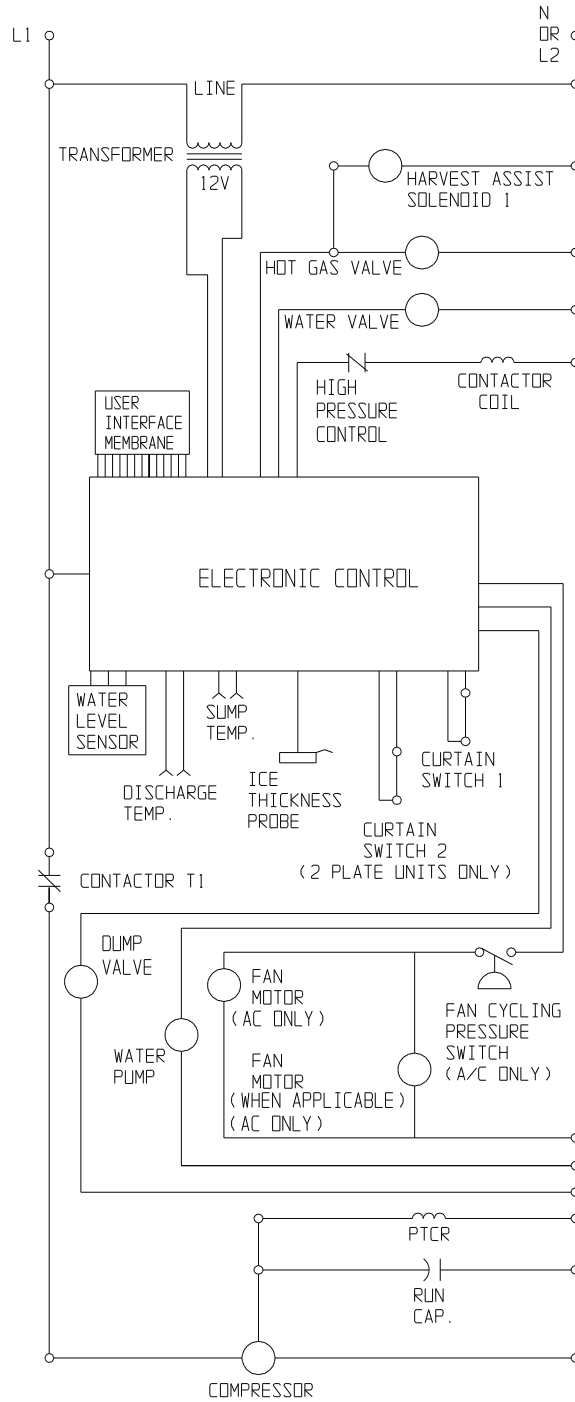 N
L1
OR
L2
LINE
TRANSFORMER
12V
HARVEST ASSIST
SOLENOID 1
HOT GAS VALVE
WATER VALVE
HIGH
PRESSURE
CONTROL
CONTACTOR
COIL
USER
INTERFACE
MEMBRANE
ELECTRONIC CONTROL
WATER
LEVEL
SENSOR
SUMP
TEMP.
DISCHARGE
TEMP.
ICE
THICKNESS
PROBE
CURTAIN
SWITCH 1
CURTAIN
SWITCH 2
(2 PLATE UNITS ONLY)
CONTACTOR T1
DUMP
VALVE
FAN
MOTOR
(AC ONLY)
FAN CYCLING
PRESSURE
SWITCH
(A/C ONLY)
WATER
PUMP
FAN
MOTOR
(WHEN APPLICABLE)
(AC ONLY)
PTCR
RUN
CAP.
COMPRESSOR